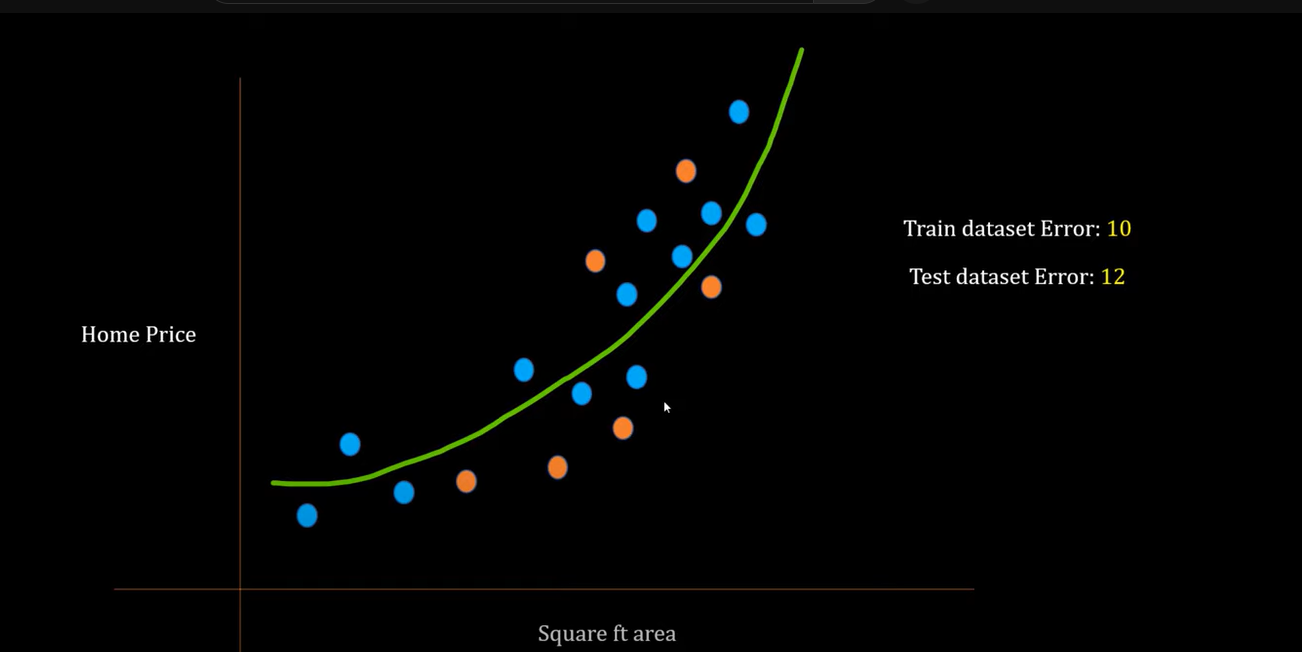 Train dataset Error: 10
Test dataset Error: 12
Home Price
Square ft area